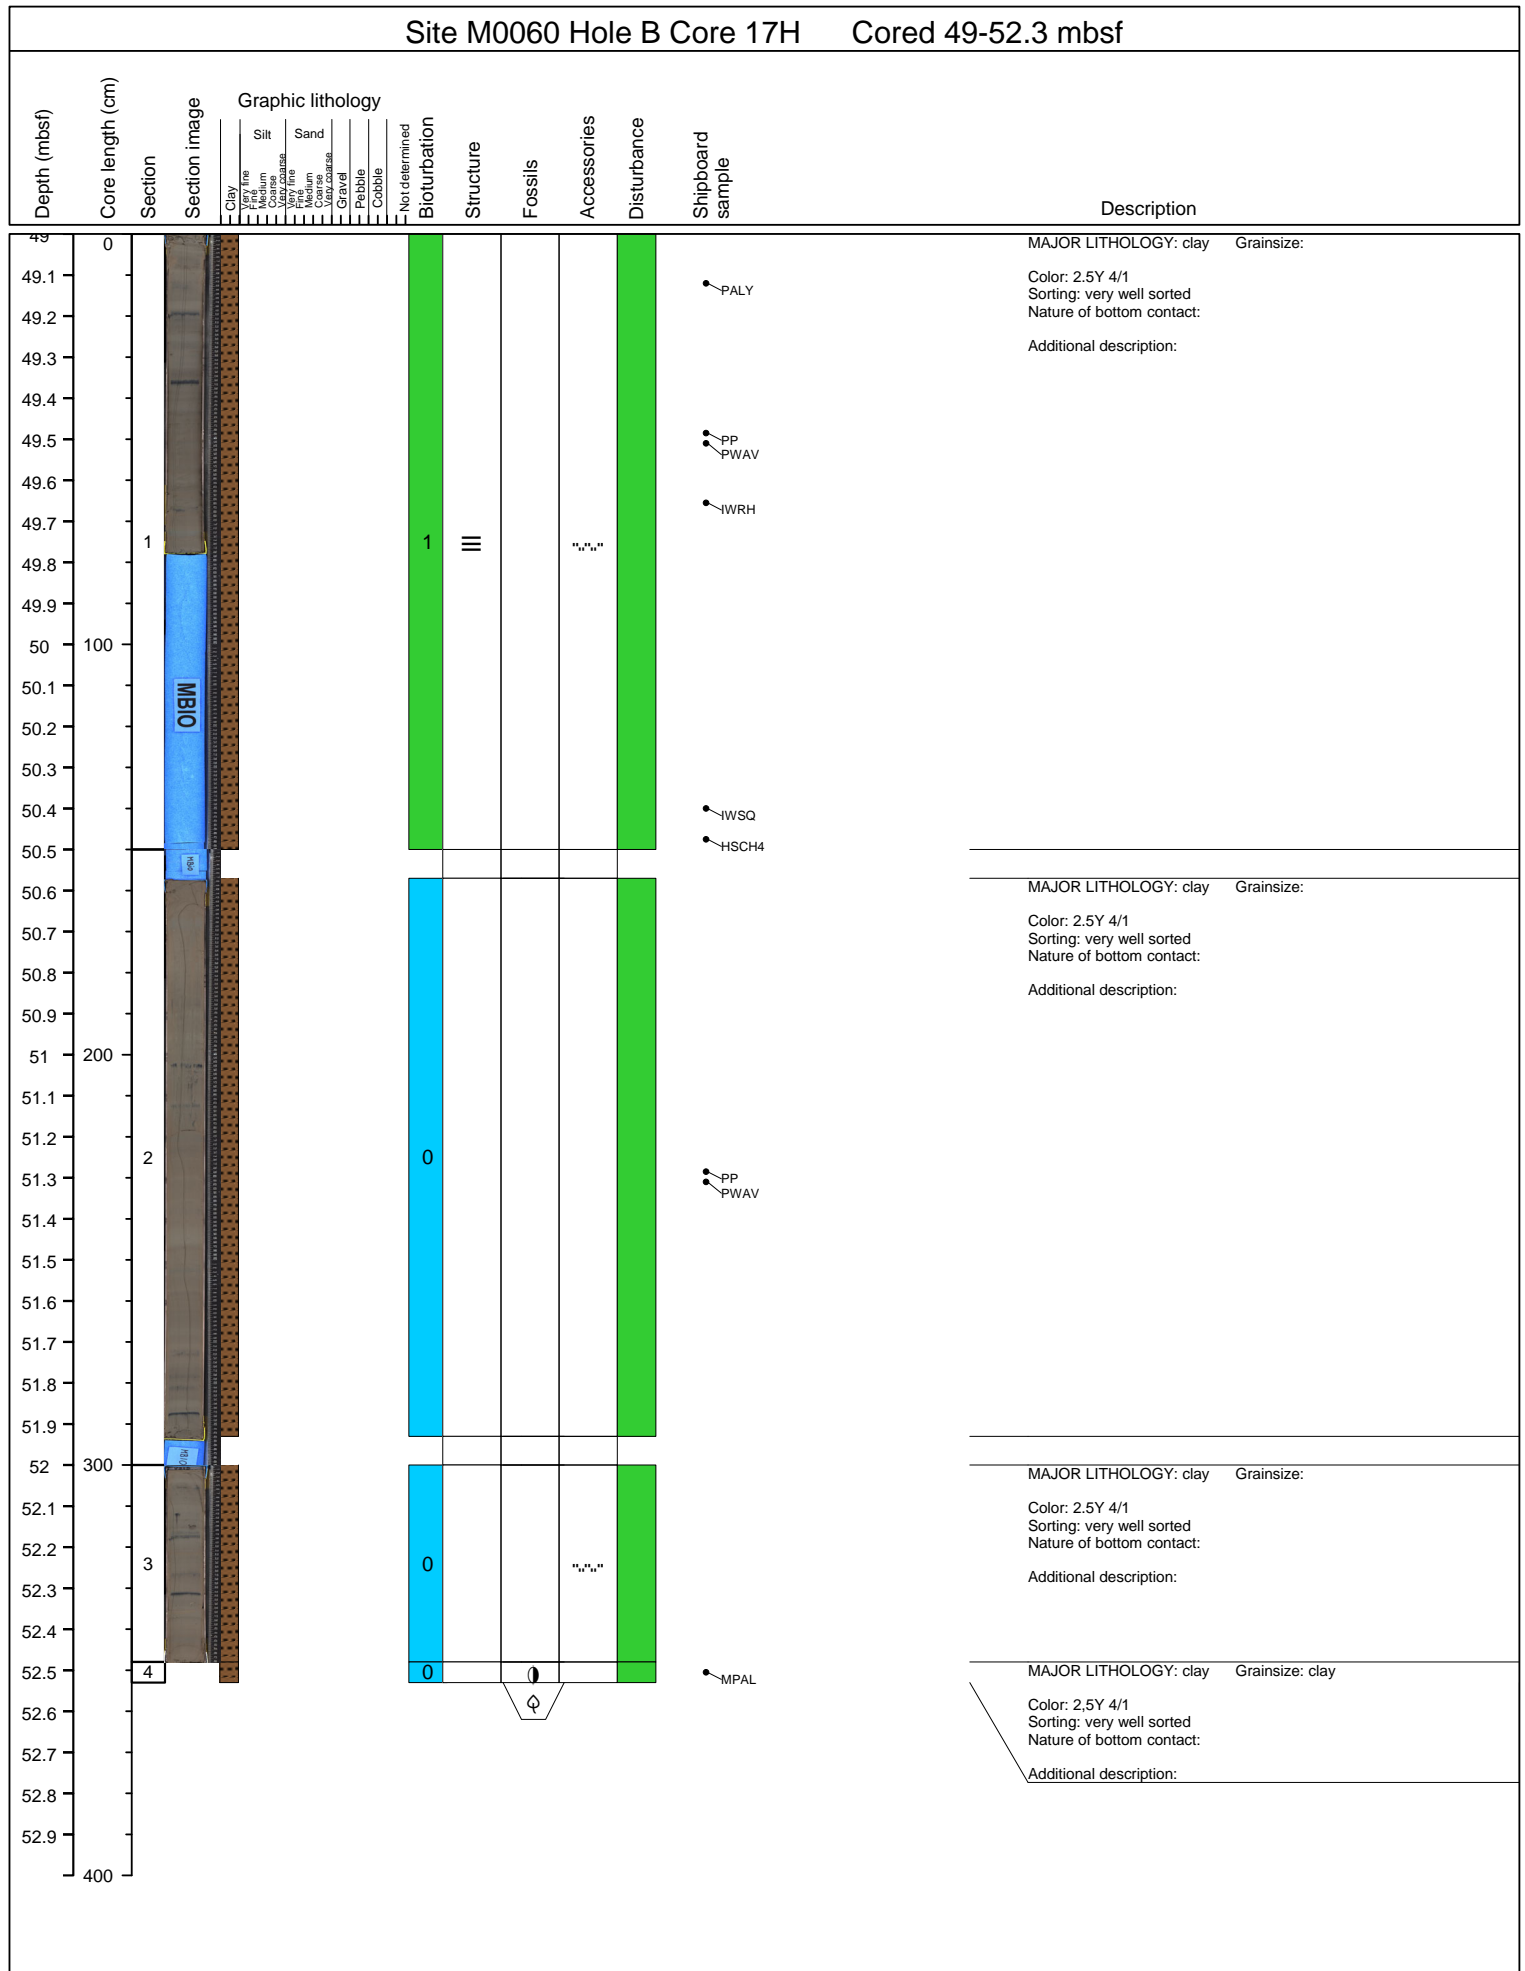 Site M0060 Hole B Core 17H Cored 49-52.3 mbsf
Depth (mbsf)
Core length (cm)
Section
Section image
Graphic lithology
Clay
Silt
Very fine
Fine
Medium
Coarse
Very coarse
Sand
Very fine
Fine
Medium
Coarse
Very coarse
Gravel
Pebble
Cobble
Not determined
Bioturbation
Structure
Fossils
Accessories
Disturbance
Shipboard
sample
Description
49 0
MAJOR LITHOLOGY: clay Grainsize:
49.1
Color: 2.5Y 4/1
PALY
Sorting: very well sorted
49.2
Nature of bottom contact:
49.3
Additional description:
49.4
49.5
PP
PWAV
49.6
IWRH
49.7
1 1
49.8
49.9
50 100
50.1
MBIO
50.2
50.3
50.4
IWSQ
HSCH4
50.5
MBIO
50.6
MAJOR LITHOLOGY: clay Grainsize:
Color: 2.5Y 4/1
50.7
Sorting: very well sorted
Nature of bottom contact:
50.8
Additional description:
50.9
51 200
51.1
51.2
2 0
51.3
PP
PWAV
51.4
51.5
51.6
51.7
51.8
51.9
MBIO
52 300
MAJOR LITHOLOGY: clay Grainsize:
52.1
Color: 2.5Y 4/1
Sorting: very well sorted
52.2
Nature of bottom contact:
3 0
Additional description:
52.3
52.4
52.5
4 0
MPAL
MAJOR LITHOLOGY: clay Grainsize: clay
52.6
Color: 2,5Y 4/1
Sorting: very well sorted
52.7
Nature of bottom contact:
Additional description:
52.8
52.9
400